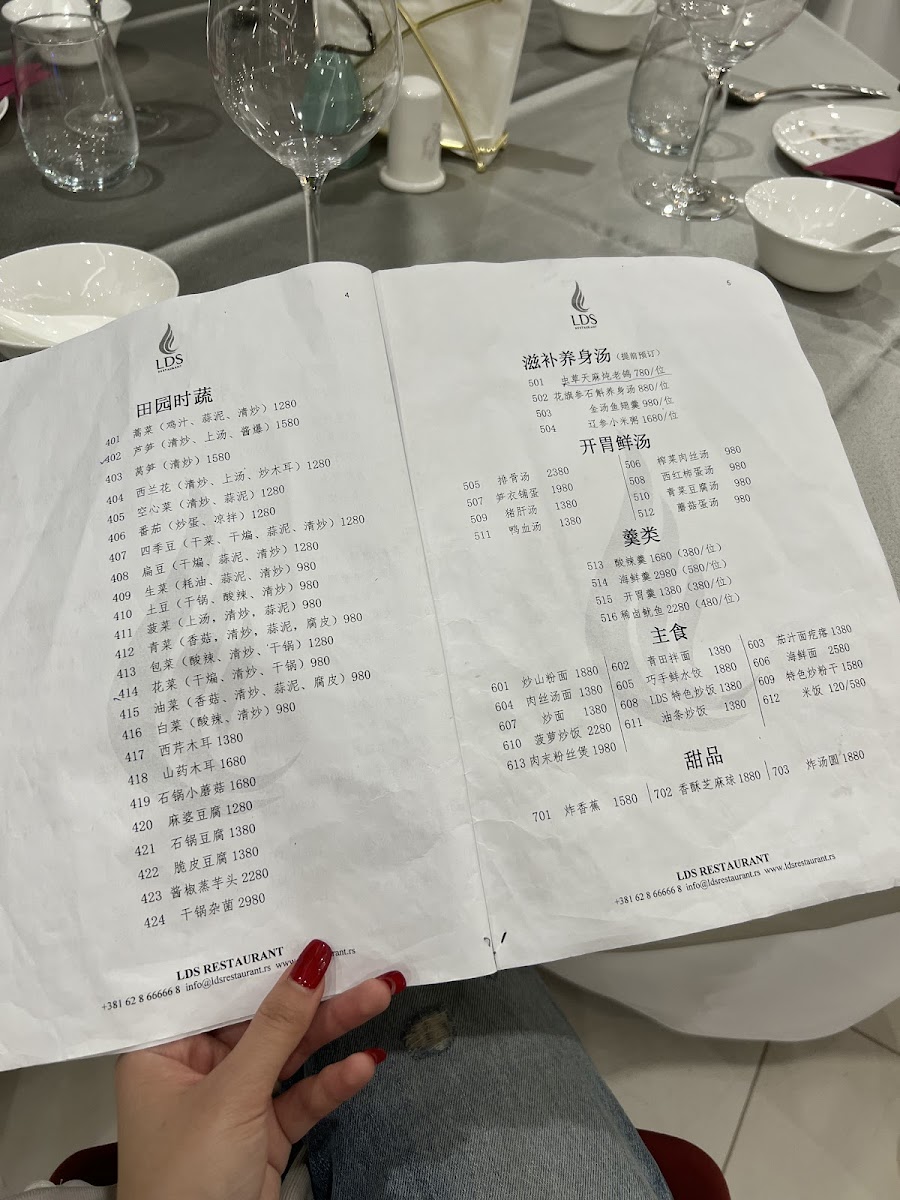 4
LDS
RESTAURANT
田园时蔬
401 蒿菜（鸡汁、蒜泥、清炒）1280
402 芦笋（清炒、上汤、酱爆）1580
403 莴笋（清炒）1580
404 西兰花（清炒、上汤、炒木耳）1280
405 空心菜（清炒、蒜泥）1280
406 番茄（炒蛋、凉拌）1280
407 四季豆（干菜、干煸、蒜泥、清炒）1280
408 扁豆（干煸、蒜泥、清炒）1280
409 生菜（耗油、蒜泥、清炒）980
410 土豆（干锅、酸辣、清炒）980
411 菠菜（上汤，清炒，蒜泥）980
412 青菜（香菇，清炒，蒜泥，腐皮）980
413 包菜（酸辣、清炒、干锅）1280
414 花菜（干煸、清炒、干锅）980
415 油菜（香菇、清炒、蒜泥、腐皮）980
416 白菜（酸辣、清炒）980
417 西芹木耳 1380
418 山药木耳 1680
419 石锅小蘑菇 1680
420 麻婆豆腐 1280
421 石锅豆腐 1380
422 脆皮豆腐 1380
423 酱椒蒸芋头 2280
424 干锅杂菌 2980
LDS RESTAURANT
+381 62 8 66666 8 info@ldsrestaurant.rs
5
LDS
RESTAURANT
滋补养身汤（提前预订）
501 虫草天麻炖老鸽 780/位
502 花旗参石斛养身汤 880/位
503 金汤鱼翅羹 980/位
504 辽参小米粥 1680/位
开胃鲜汤
505 排骨汤 2380 506 榨菜肉丝汤 980
507 笋衣铺蛋 1980 508 西红柿蛋汤 980
509 猪肝汤 1380 510 青菜豆腐汤 980
511 鸭血汤 1380 512 蘑菇蛋汤 980
羹类
513 酸辣羹 1680（380/位）
514 海鲜羹 2980（580/位）
515 开胃羹 1380（380/位）
516 稀卤鱿鱼 2280（480/位）
主食
601 炒山粉面 1880 602 青田拌面 1380 603 茄汁面疙瘩 1380
604 肉丝汤面 1380 605 巧手鲜水饺 1880 606 海鲜面 2580
607 炒面 1380 608 LDS 特色炒饭 1380 609 特色炒粉干 1580
610 菠萝炒饭 2280 611 油条炒饭 1380 612 米饭 120/580
613 肉末粉丝煲 1980
甜品
701 炸香蕉 1580 702 香酥芝麻球 1880 703 炸汤圆 1880
LDS RESTAURANT
+381 62 8 66666 8 info@ldsrestaurant.rs www.ldsrestaurant.rs